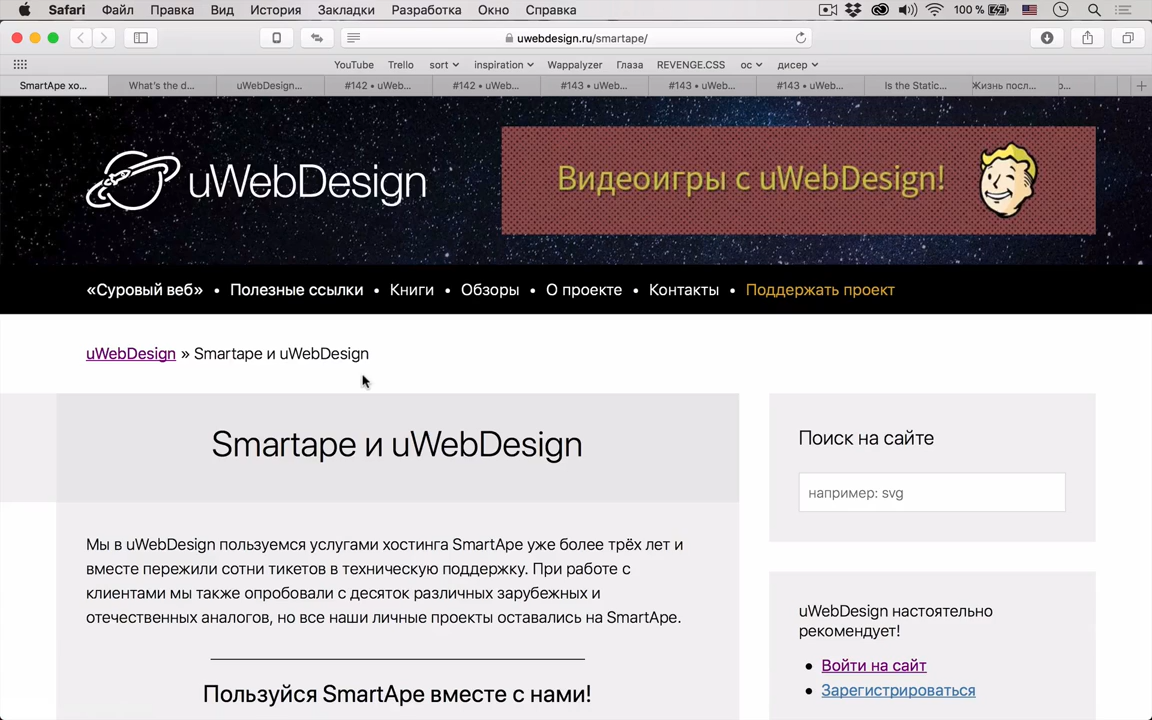 Safari Файл Правка Вид История Закладки Разработка Окно Справка 100 %
uwebdesign.ru/smartape/
YouTube Trello sort inspiration Wappalyzer Глаза REVENGE.CSS ос дисер
SmartApe хо... What's the d... uWebDesign... #142 • uWeb... #142 • uWeb... #143 • uWeb... #143 • uWeb... #143 • uWeb... Is the Static... Жизнь посл...
uWebDesign
Видеоигры с uWebDesign!
«Суровый веб» • Полезные ссылки • Книги • Обзоры • О проекте • Контакты • Поддержать проект
uWebDesign » Smartape и uWebDesign
Smartape и uWebDesign
Мы в uWebDesign пользуемся услугами хостинга SmartApe уже более трёх лет и
вместе пережили сотни тикетов в техническую поддержку. При работе с
клиентами мы также опробовали с десяток различных зарубежных и
отечественных аналогов, но все наши личные проекты оставались на SmartApe.
Пользуйся SmartApe вместе с нами!
Поиск на сайте
например: svg
uWebDesign настоятельно
рекомендует!
• Войти на сайт
• Зарегистрироваться